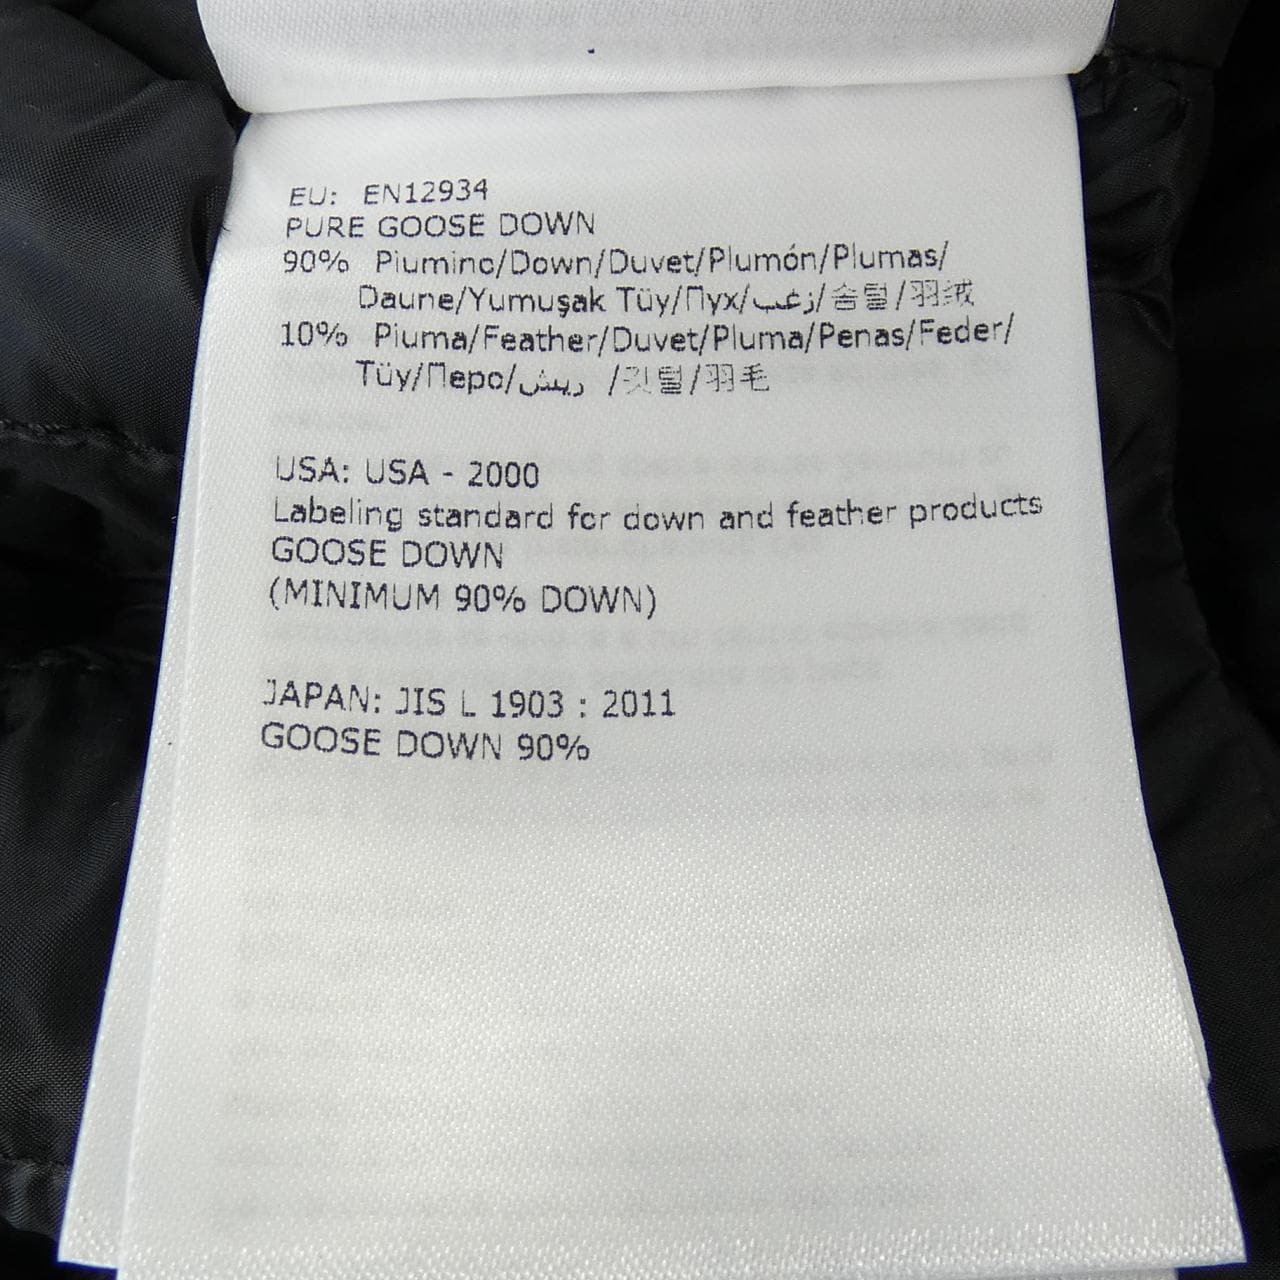 EU: EN12934
PURE GOOSE DOWN
90% Piumino/Down/Duvet/Plumón/Plumas/
Daune/Yumuşak Tüy/Пух/زغب/솜털/羽绒
10% Piuma/Feather/Duvet/Pluma/Penas/Feder/
Tüy/Перо/ريش /깃털/羽毛
USA: USA - 2000
Labeling standard for down and feather products
GOOSE DOWN
(MINIMUM 90% DOWN)
JAPAN: JIS L 1903 : 2011
GOOSE DOWN 90%